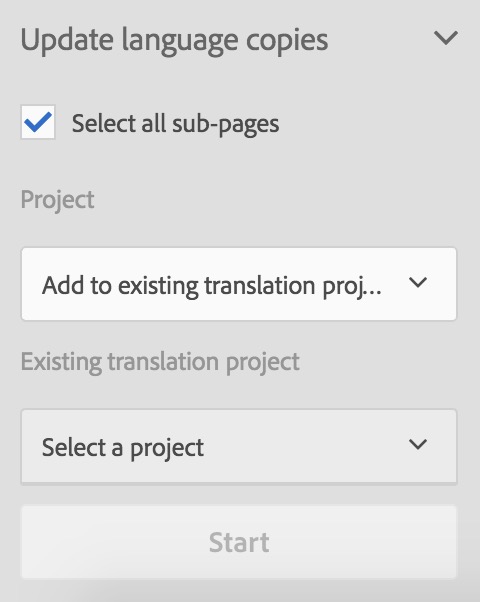 Update language copies
Select all sub-pages
Project
Add to existing translation proj...
Existing translation project
Select a project
Start